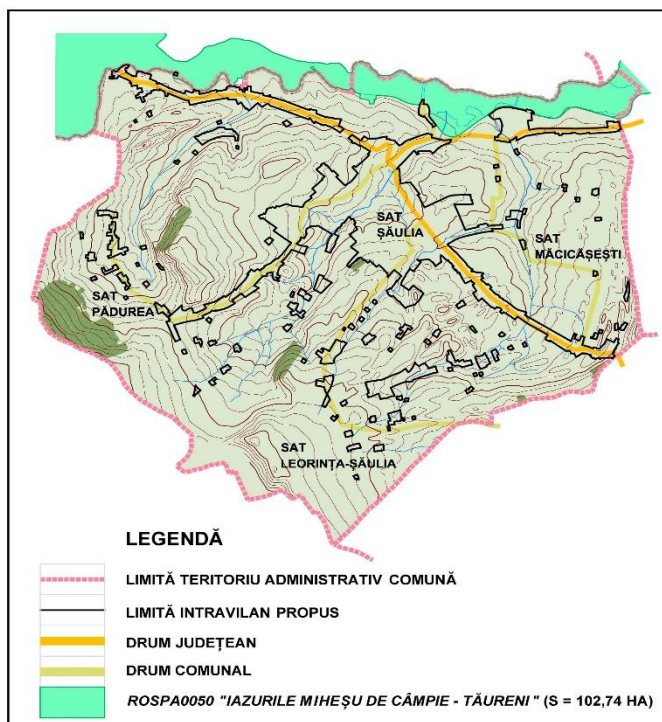 SAT
ȘĂULIA
SAT
MĂCICĂȘEȘTI
SAT
PĂDUREA
SAT
LEORINȚA-ȘĂULIA
LEGENDĂ
LIMITĂ TERITORIU ADMINISTRATIV COMUNĂ
LIMITĂ INTRAVILAN PROPUS
DRUM JUDEȚEAN
DRUM COMUNAL
ROSPA0050 "IAZURILE MIHEȘU DE CÂMPIE - TĂURENI" (S = 102,74 HA)